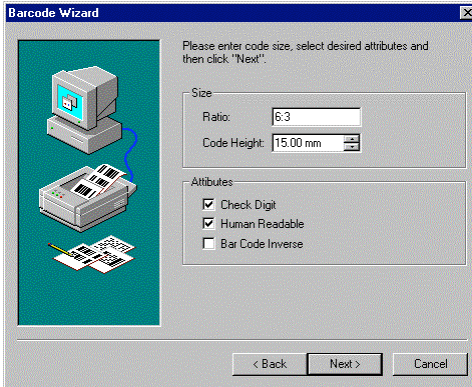 Barcode Wizard
Please enter code size, select desired attributes and
then click "Next".
Size
Ratio: 6:3
Code Height: 15.00 mm
Attibutes
Check Digit
Human Readable
Bar Code Inverse
< Back Next > Cancel